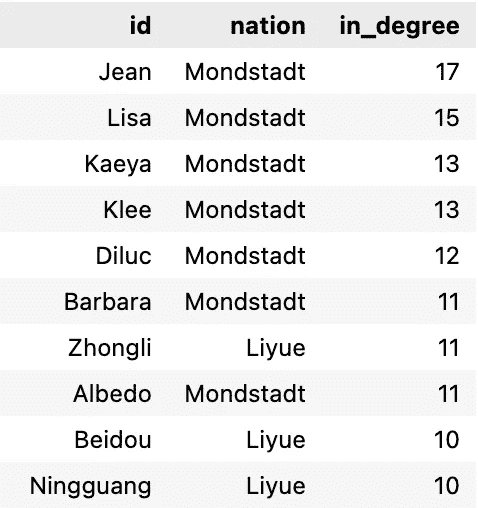 id nation in_degree
Jean Mondstadt 17
Lisa Mondstadt 15
Kaeya Mondstadt 13
Klee Mondstadt 13
Diluc Mondstadt 12
Barbara Mondstadt 11
Zhongli Liyue 11
Albedo Mondstadt 11
Beidou Liyue 10
Ningguang Liyue 10